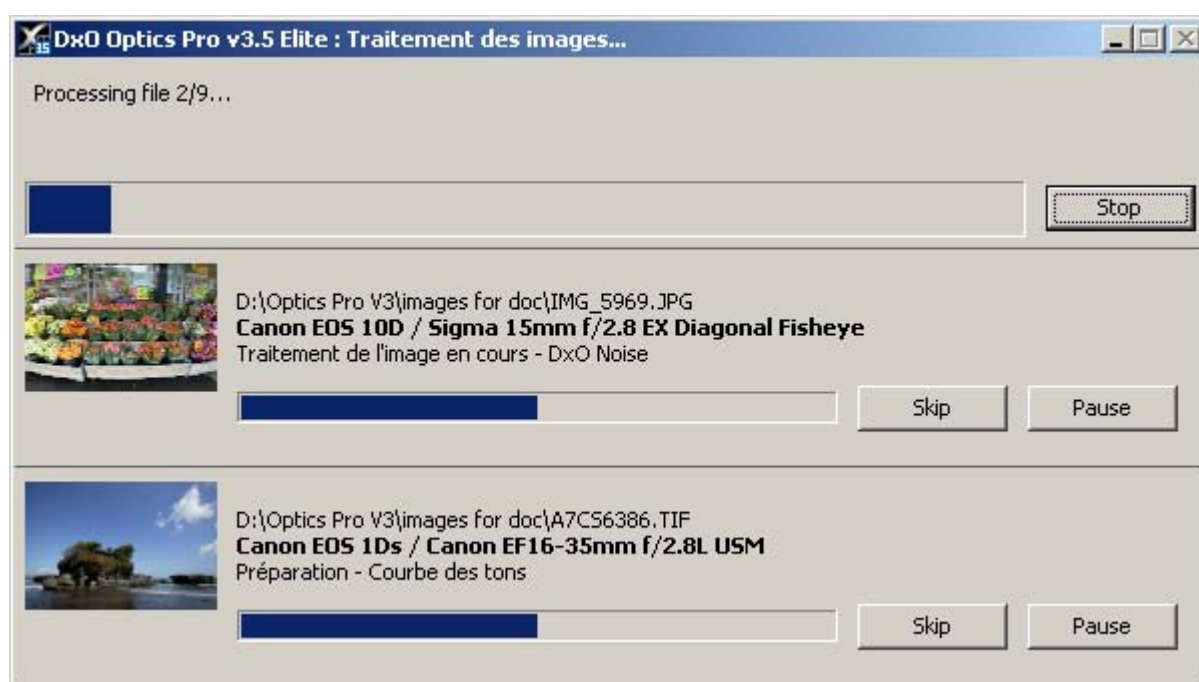 DxO Optics Pro v3.5 Elite : Traitement des images...
Processing file 2/9...
Stop
D:\Optics Pro V3\images for doc\IMG_5969.JPG
Canon EOS 10D / Sigma 15mm f/2.8 EX Diagonal Fisheye
Traitement de l'image en cours - DxO Noise
Skip
Pause
D:\Optics Pro V3\images for doc\A7CS6386.TIF
Canon EOS 1Ds / Canon EF16-35mm f/2.8L USM
Préparation - Courbe des tons
Skip
Pause